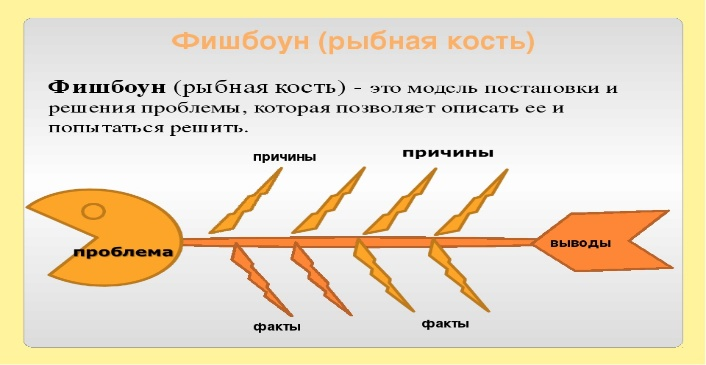 Фишбоун (рыбная кость)
Фишбоун (рыбная кость) - это модель постановки и
решения проблемы, которая позволяет описать ее и
попытаться решить.
причины
причины
проблема
выводы
факты
факты